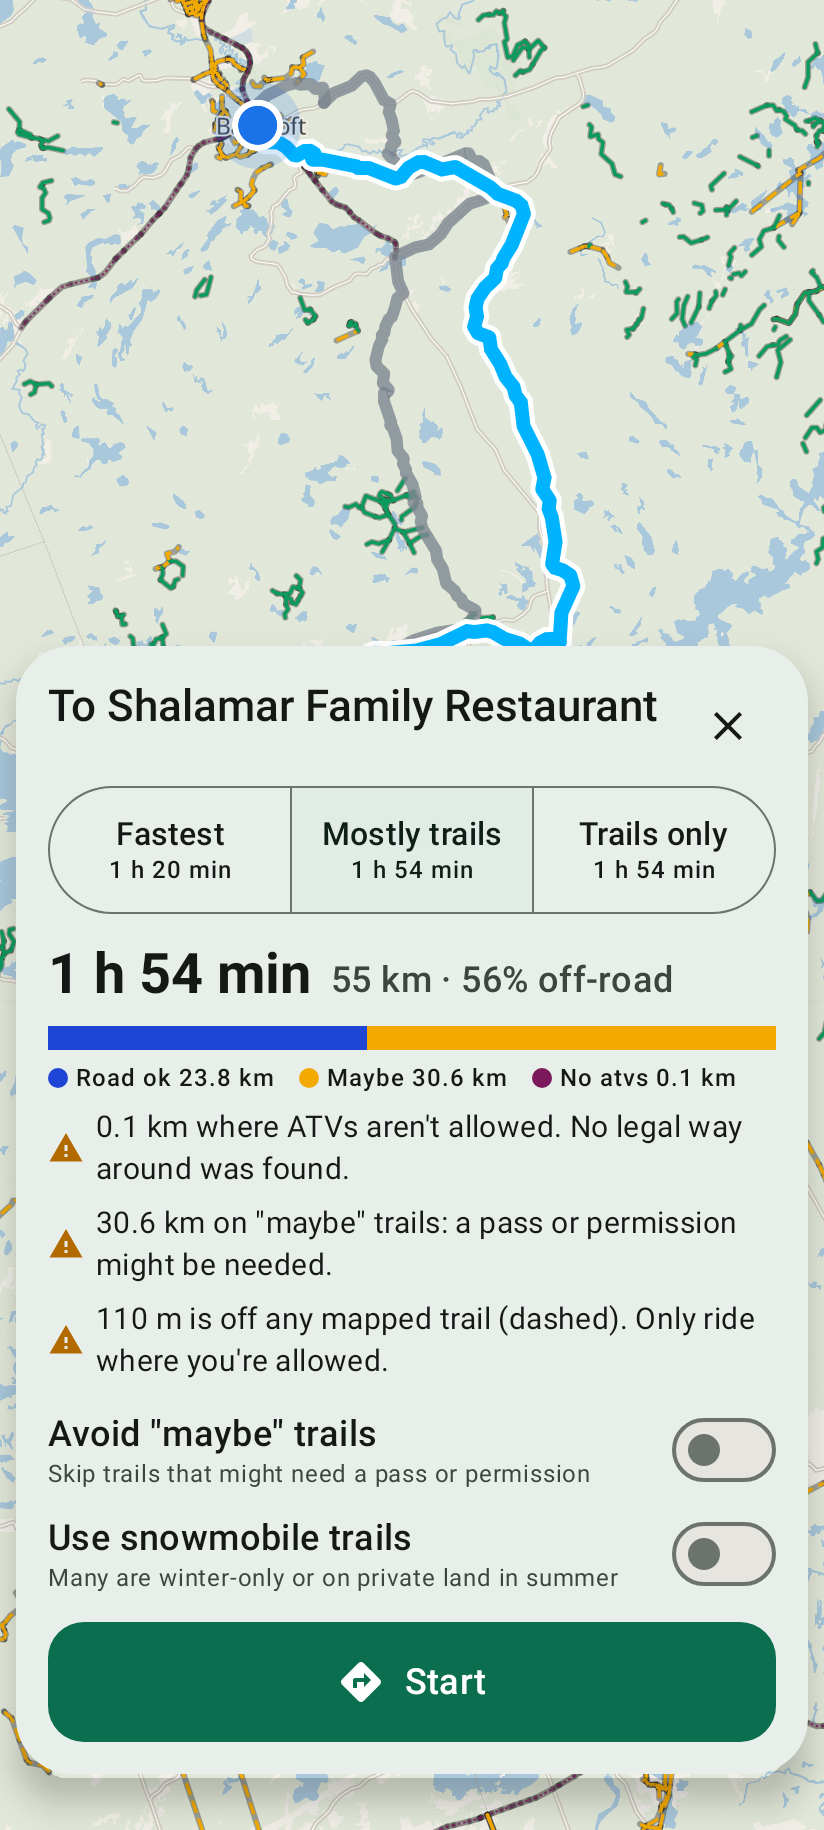 To Shalamar Family Restaurant
Fastest
1 h 20 min
Mostly trails
1 h 54 min
Trails only
1 h 54 min
1 h 54 min 55 km · 56% off-road
Road ok 23.8 km Maybe 30.6 km No atvs 0.1 km
0.1 km where ATVs aren't allowed. No legal way
around was found.
30.6 km on "maybe" trails: a pass or permission
might be needed.
110 m is off any mapped trail (dashed). Only ride
where you're allowed.
Avoid "maybe" trails
Skip trails that might need a pass or permission
Use snowmobile trails
Many are winter-only or on private land in summer
Start